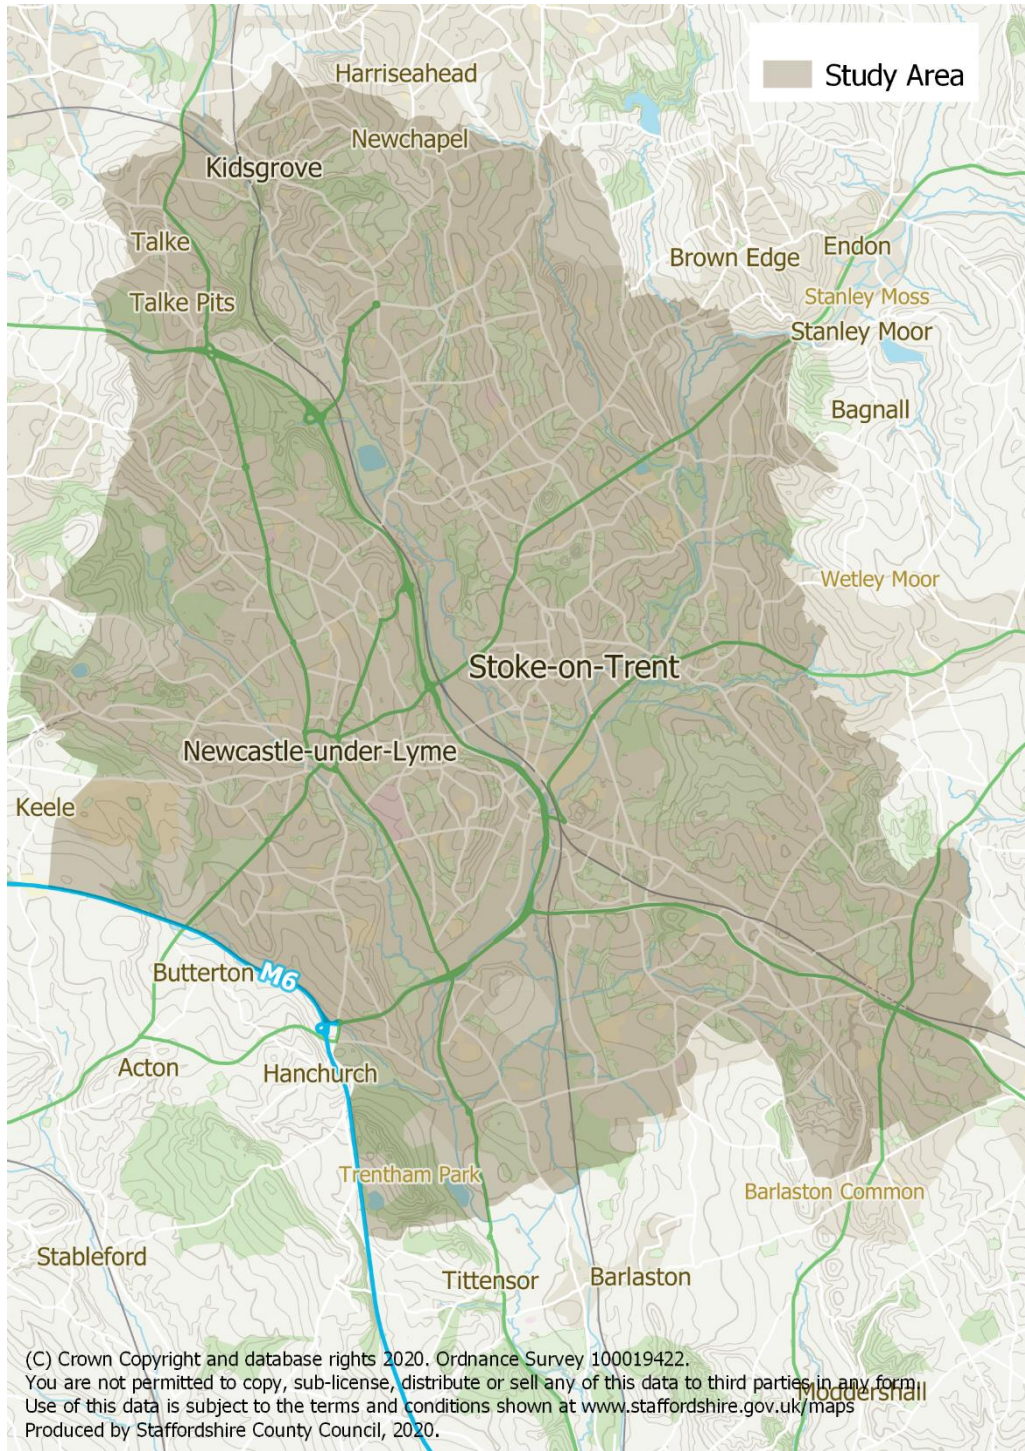 Harriseahead
Study Area
Newchapel
Kidsgrove
Talke
Brown Edge
Endon
Talke Pits
Stanley Moss
Stanley Moor
Bagnall
Wetley Moor
Stoke-on-Trent
Newcastle-under-Lyme
Keele
Butterton
M6
Acton
Hanchurch
Trentham Park
Barlaston Common
Stableford
Tittensor
Barlaston
(C) Crown Copyright and database rights 2020. Ordnance Survey 100019422.
You are not permitted to copy, sub-license, distribute or sell any of this data to third parties in any form.
Moddershall
Use of this data is subject to the terms and conditions shown at www.staffordshire.gov.uk/maps
Produced by Staffordshire County Council, 2020.